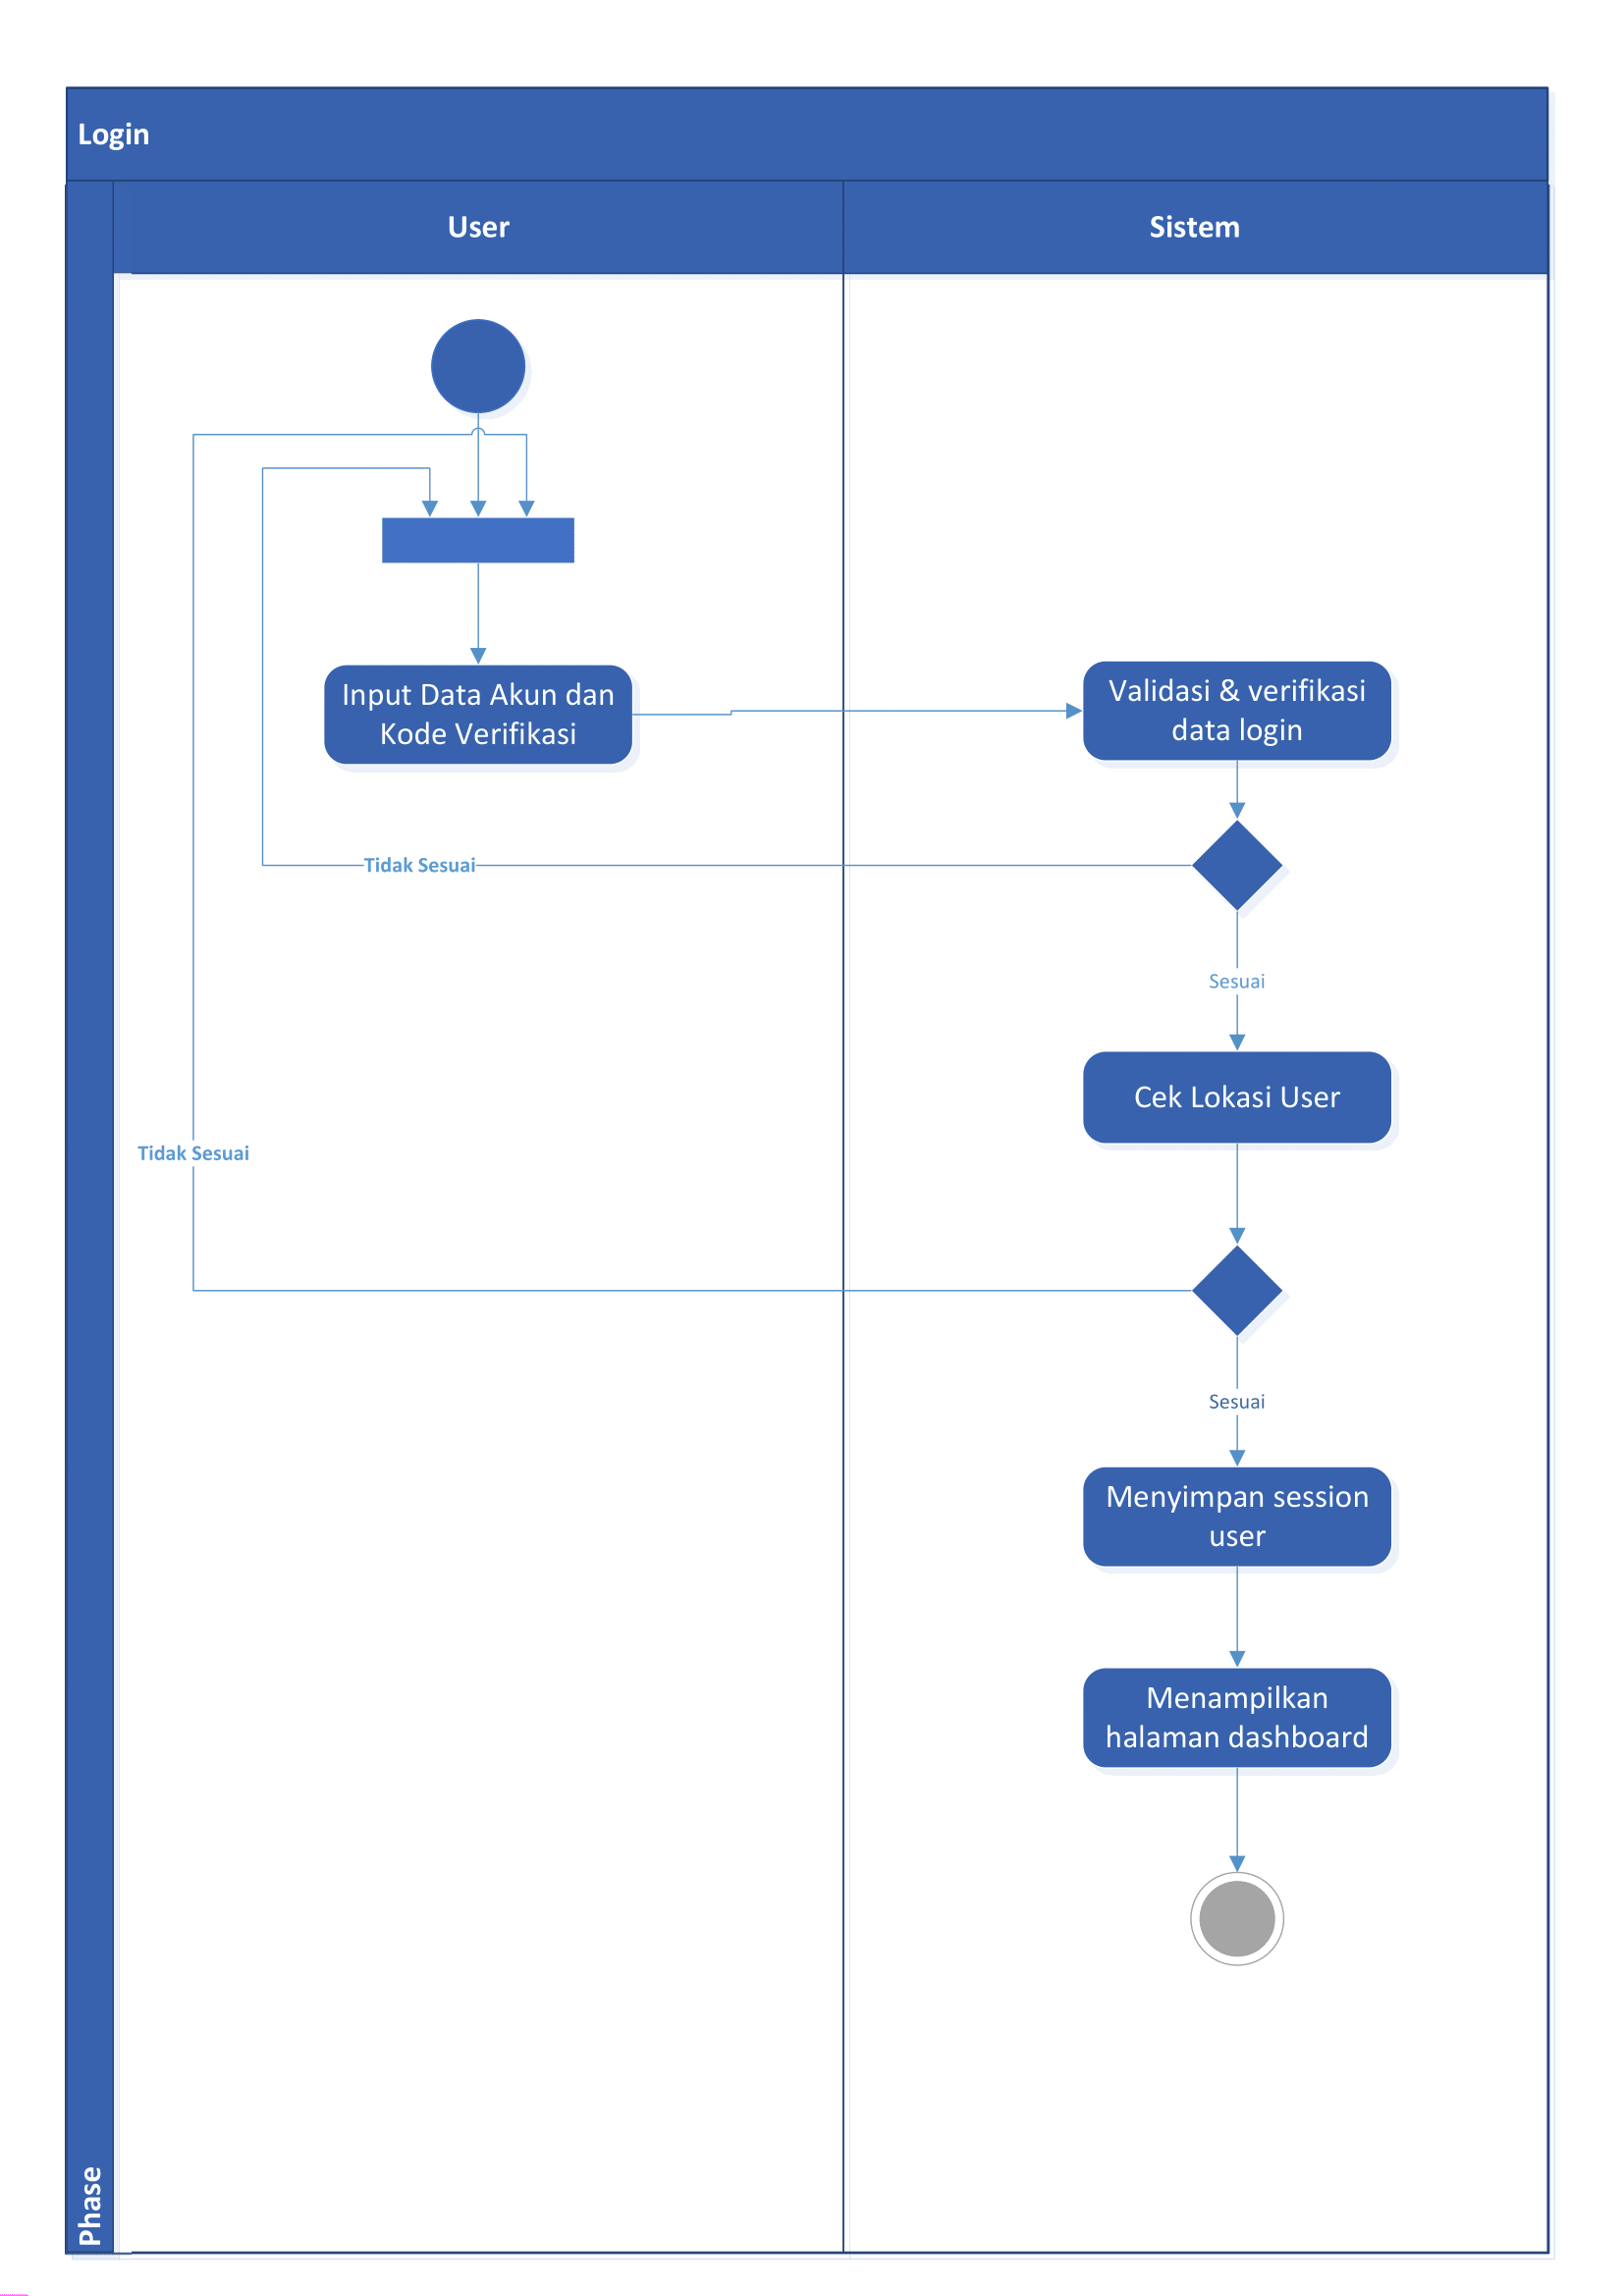 Login
User
Sistem
Input Data Akun dan
Kode Verifikasi
Validasi & verifikasi
data login
Tidak Sesuai
Sesuai
Cek Lokasi User
Tidak Sesuai
Sesuai
Menyimpan session
user
Menampilkan
halaman dashboard
Phase